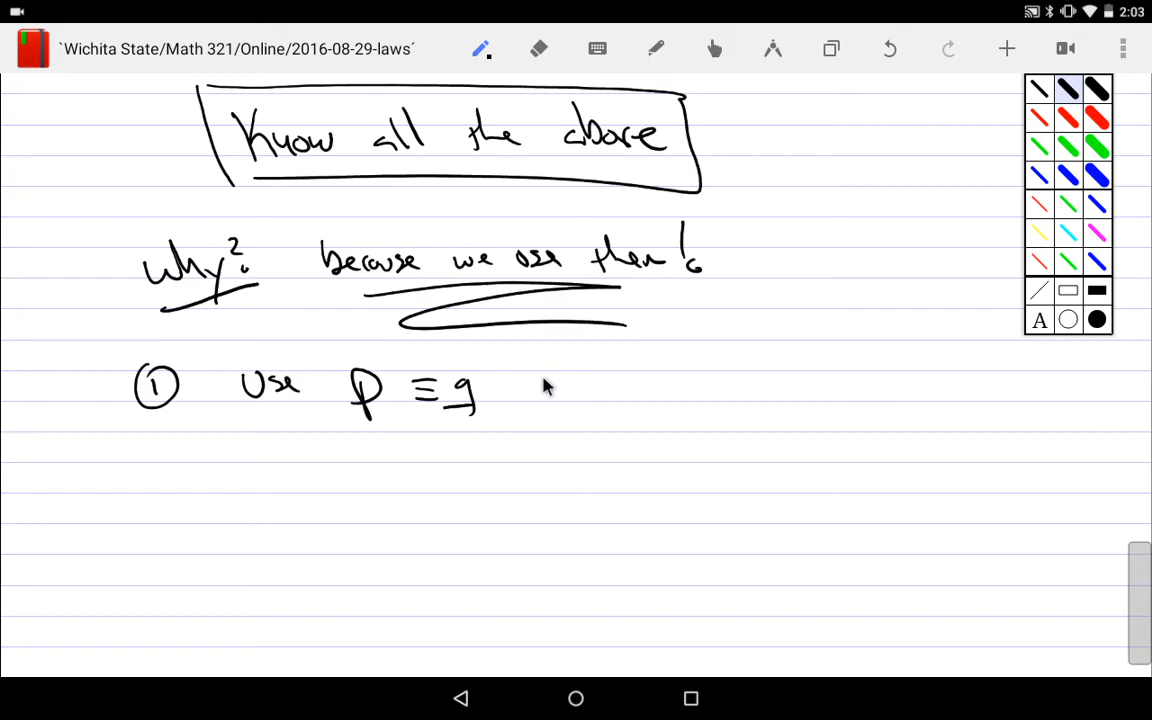 2:03
`Wichita State/Math 321/Online/2016-08-29-laws´
Know all the above
Why? because we use them!
① Use p ≡ q
A